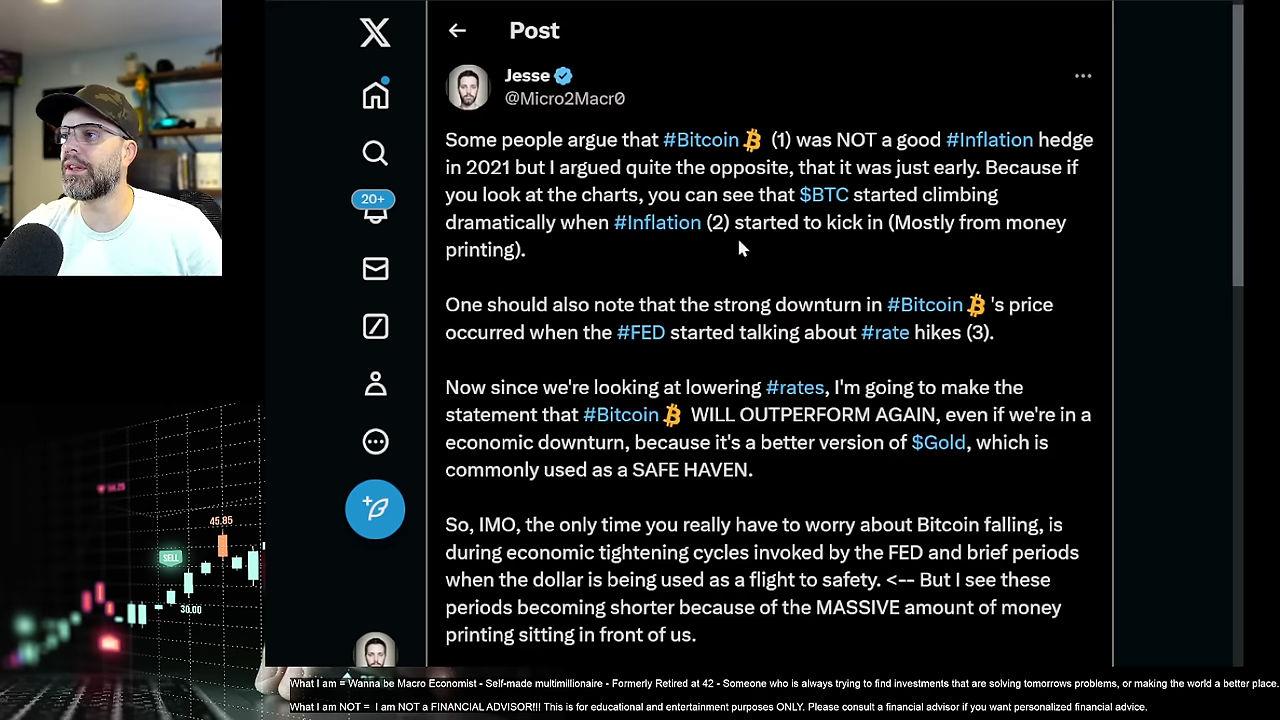 Post
Jesse
@Micro2Macr0
Some people argue that #Bitcoin (1) was NOT a good #Inflation hedge
in 2021 but I argued quite the opposite, that it was just early. Because if
you look at the charts, you can see that $BTC started climbing
dramatically when #Inflation (2) started to kick in (Mostly from money
printing).
One should also note that the strong downturn in #Bitcoin 's price
occurred when the #FED started talking about #rate hikes (3).
Now since we're looking at lowering #rates, I'm going to make the
statement that #Bitcoin WILL OUTPERFORM AGAIN, even if we're in a
economic downturn, because it's a better version of $Gold, which is
commonly used as a SAFE HAVEN.
So, IMO, the only time you really have to worry about Bitcoin falling, is
during economic tightening cycles invoked by the FED and brief periods
when the dollar is being used as a flight to safety. <-- But I see these
periods becoming shorter because of the MASSIVE amount of money
printing sitting in front of us.
20+
45.85
SELL
30.00
What I am = Wanna be Macro Economist - Self-made multimillionaire - Formerly Retired at 42 - Someone who is always trying to find investments that are solving tomorrows problems, or making the world a better place.
What I am NOT = I am NOT a FINANCIAL ADVISOR!!! This is for educational and entertainment purposes ONLY. Please consult a financial advisor if you want personalized financial advice.